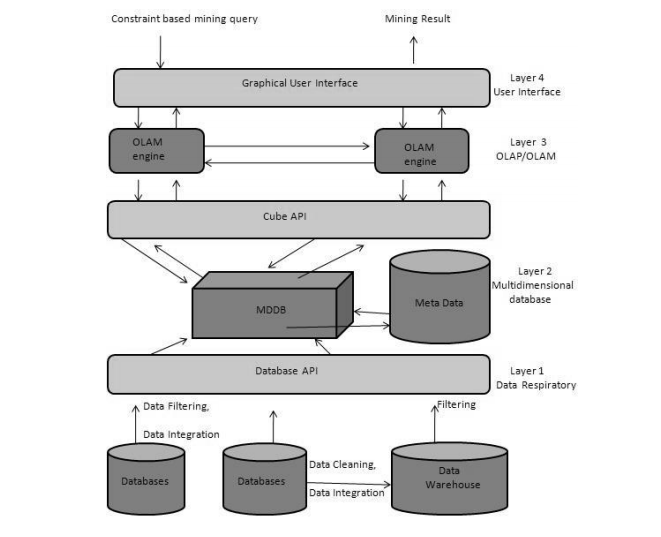 Constraint based mining query
Mining Result
Graphical User Interface
Layer 4
User Interface
OLAM
engine
OLAM
engine
Layer 3
OLAP/OLAM
Cube API
Layer 2
Multidimensional
database
MDDB
Meta Data
Database API
Layer 1
Data Respiratory
Data Filtering,
Data Integration
Filtering
Databases
Databases
Data Cleaning,
Data Integration
Data
Warehouse